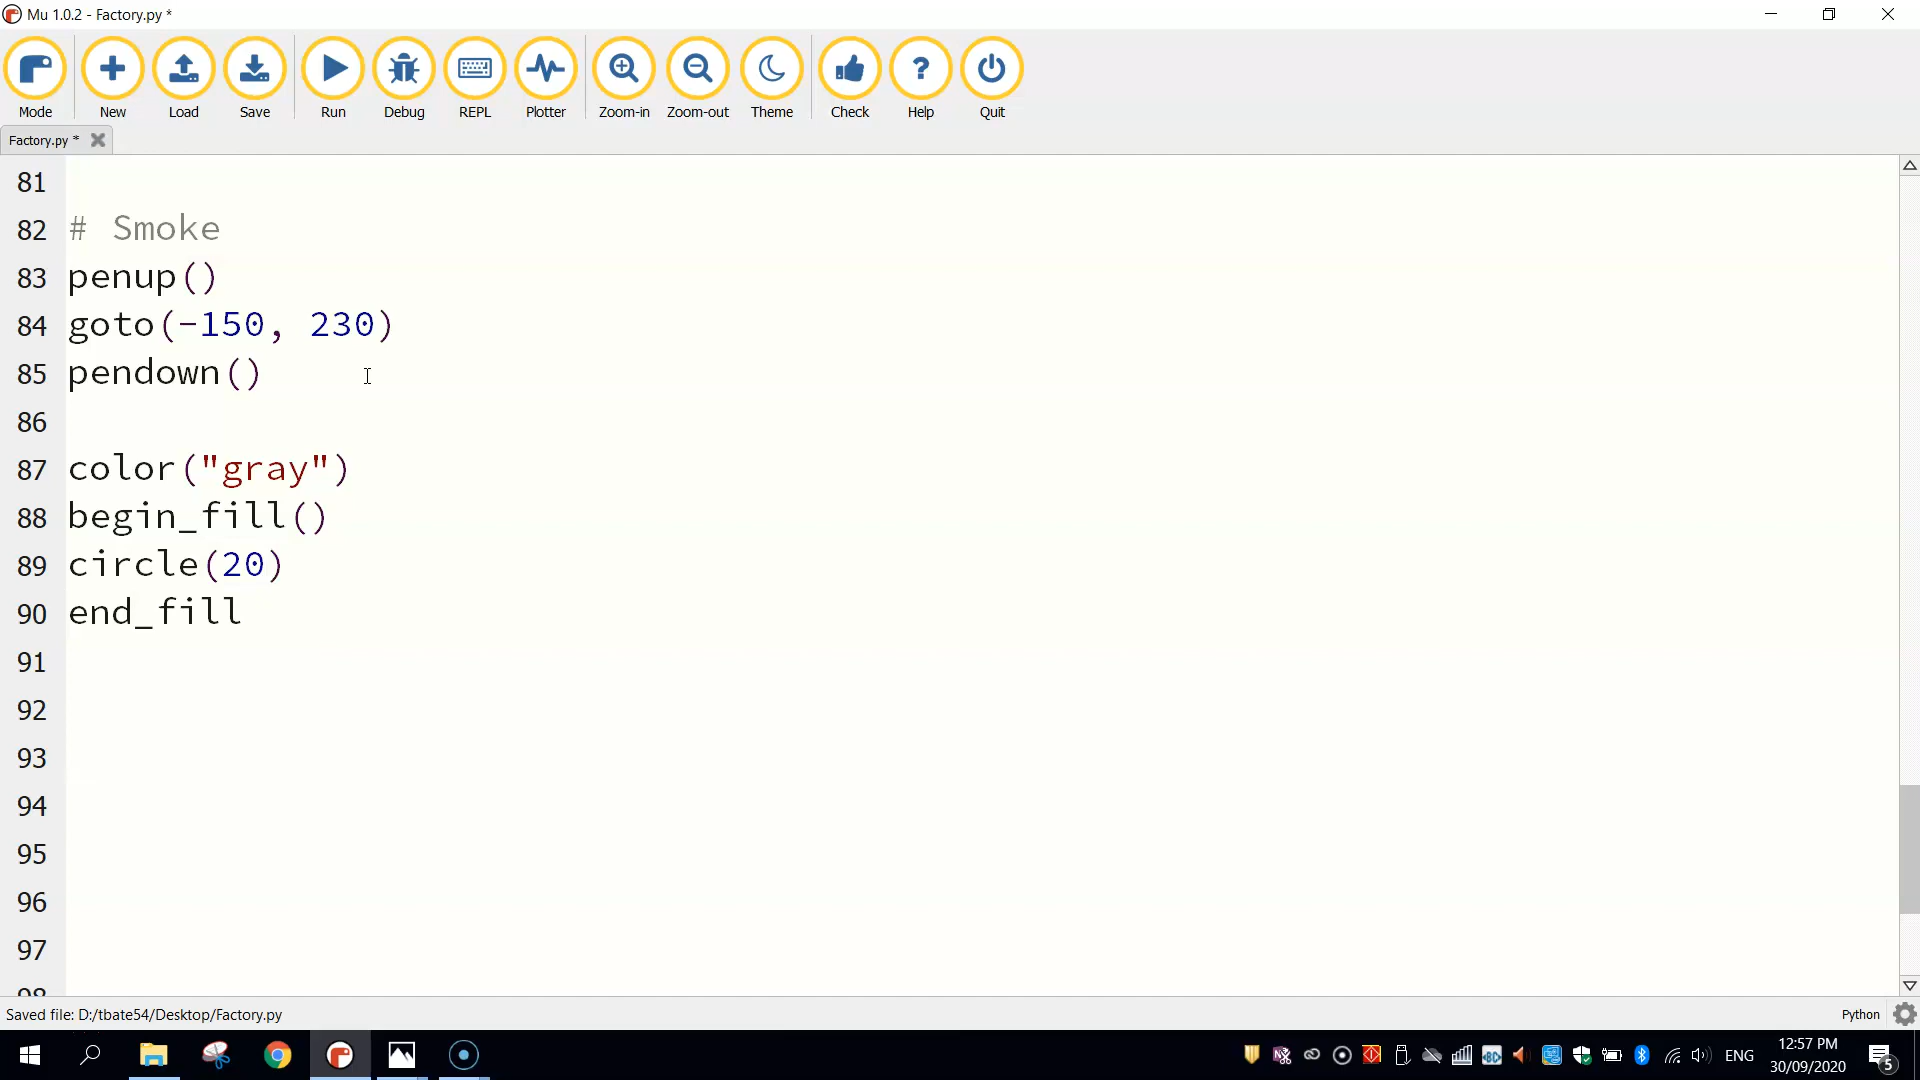 Mu 1.0.2 - Factory.py *
Mode New Load Save Run Debug REPL Plotter Zoom-in Zoom-out Theme Check Help Quit
Factory.py *
81
82 # Smoke
83 penup()
84 goto(-150, 230)
85 pendown()
86
87 color("gray")
88 begin_fill()
89 circle(20)
90 end_fill
91
92
93
94
95
96
97
98
Saved file: D:/tbate54/Desktop/Factory.py
Python
ENG
12:57 PM
30/09/2020
5